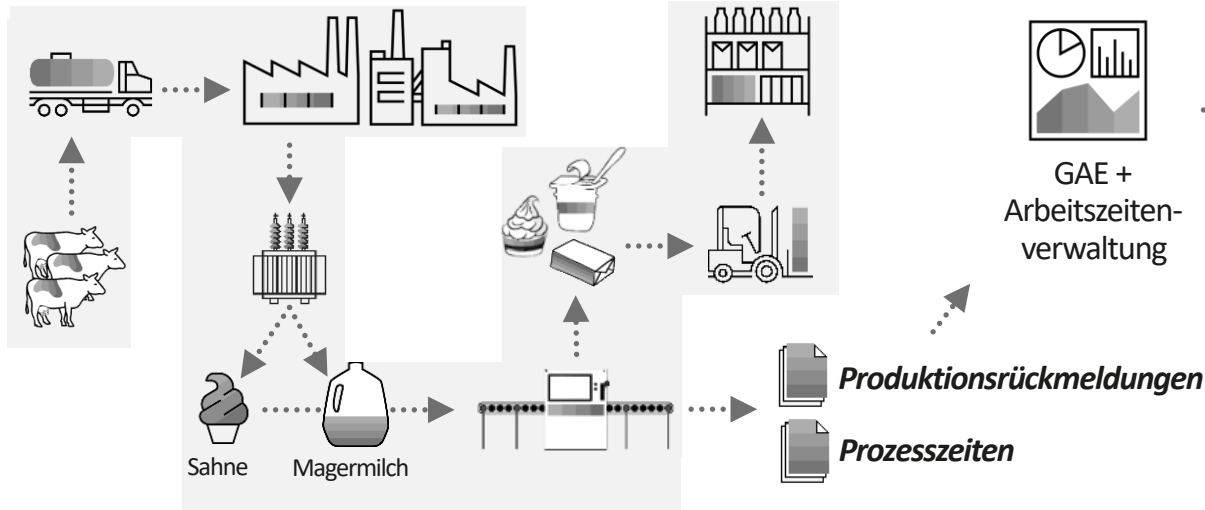 GAE +
Arbeitszeiten-
verwaltung
Produktionsrückmeldungen
Prozesszeiten
Sahne
Magermilch